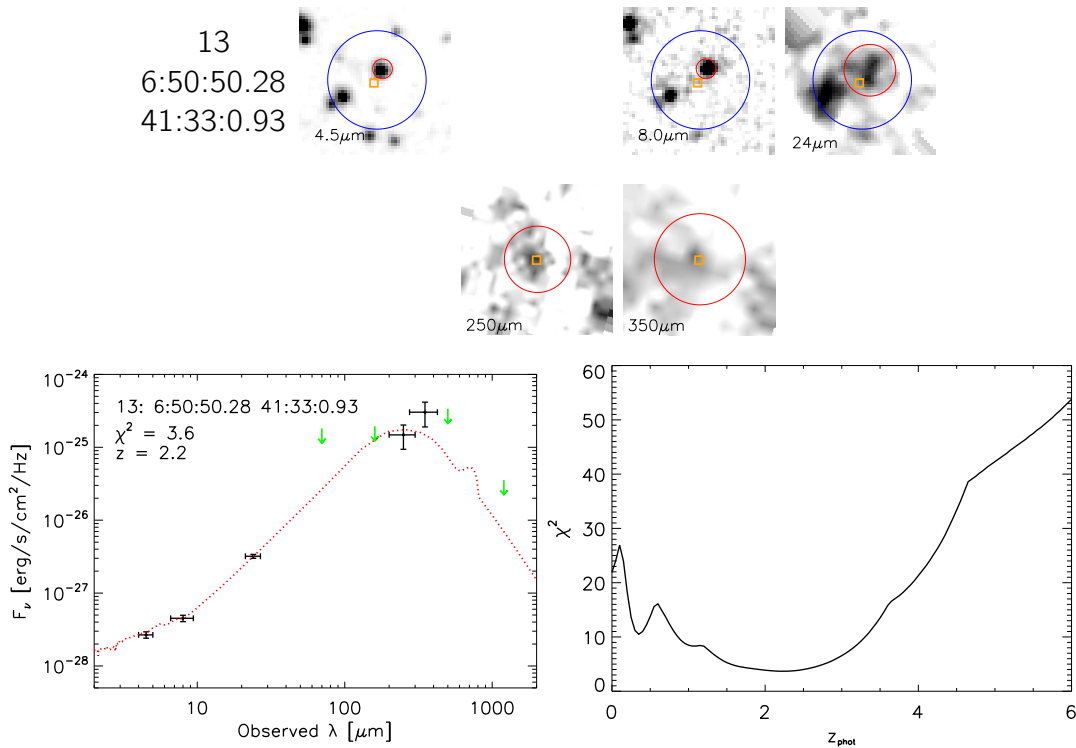 13
6:50:50.28
41:33:0.93
4.5μm
8.0μm
24μm
250μm
350μm
10⁻²⁴
10⁻²⁵
10⁻²⁶
10⁻²⁷
10⁻²⁸
F_ν [erg/s/cm²/Hz]
13: 6:50:50.28 41:33:0.93
χ² = 3.6
z = 2.2
10
100
1000
Observed λ [μm]
60
50
40
30
20
10
0
χ²
0
2
4
6
z_phot